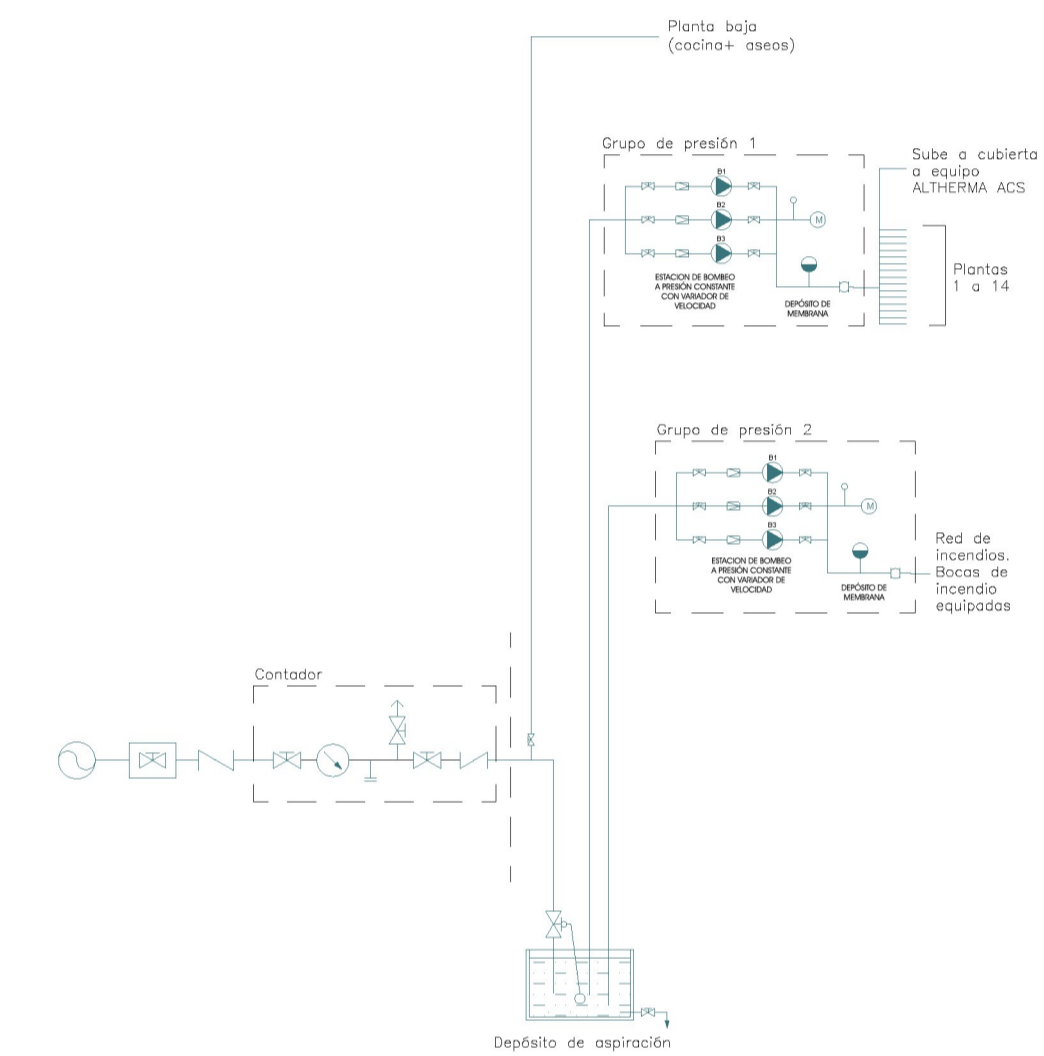 Planta baja
(cocina+ aseos)
Grupo de presión 1
B1
B2
B3
M
ESTACION DE BOMBEO
A PRESIÓN CONSTANTE
CON VARIADOR DE
VELOCIDAD
DEPÓSITO DE
MEMBRANA
Sube a cubierta
a equipo
ALTHERMA ACS
Plantas
1 a 14
Grupo de presión 2
B1
B2
B3
M
ESTACION DE BOMBEO
A PRESIÓN CONSTANTE
CON VARIADOR DE
VELOCIDAD
DEPÓSITO DE
MEMBRANA
Red de
incendios.
Bocas de
incendio
equipadas
Contador
Depósito de aspiración